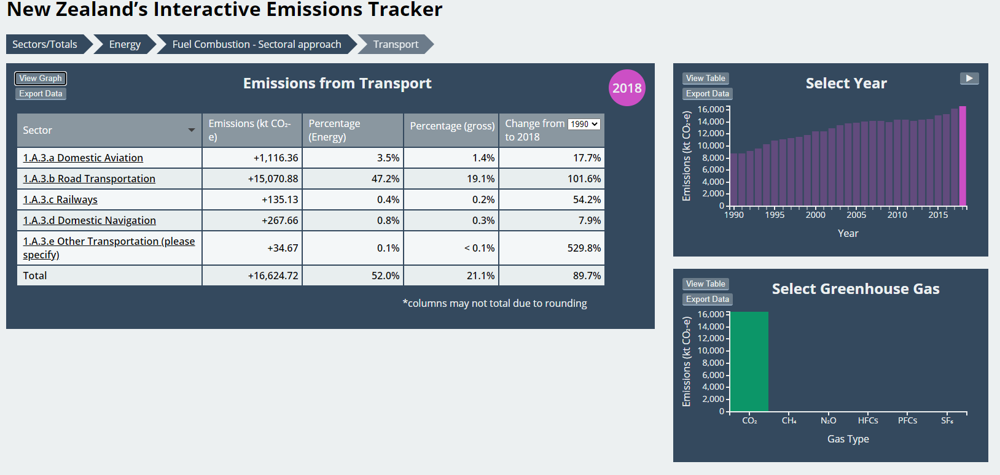 New Zealand’s Interactive Emissions Tracker
Sectors/Totals
Energy
Fuel Combustion - Sectoral approach
Transport
View Graph
Export Data
Emissions from Transport
2018
Sector
Emissions (kt CO₂-
e)
Percentage
(Energy)
Percentage (gross)
Change from 1990
to 2018
1.A.3.a Domestic Aviation +1,116.36 3.5% 1.4% 17.7%
1.A.3.b Road Transportation +15,070.88 47.2% 19.1% 101.6%
1.A.3.c Railways +135.13 0.4% 0.2% 54.2%
1.A.3.d Domestic Navigation +267.66 0.8% 0.3% 7.9%
1.A.3.e Other Transportation (please
specify) +34.67 0.1% < 0.1% 529.8%
Total +16,624.72 52.0% 21.1% 89.7%
*columns may not total due to rounding
View Table
Export Data
Select Year
Emissions (kt CO₂-e)
16,000
14,000
12,000
10,000
8,000
6,000
4,000
2,000
0
1990 1995 2000 2005 2010 2015
Year
View Table
Export Data
Select Greenhouse Gas
Emissions (kt CO₂-e)
16,000
14,000
12,000
10,000
8,000
6,000
4,000
2,000
0
CO₂ CH₄ N₂O HFCs PFCs SF₆
Gas Type